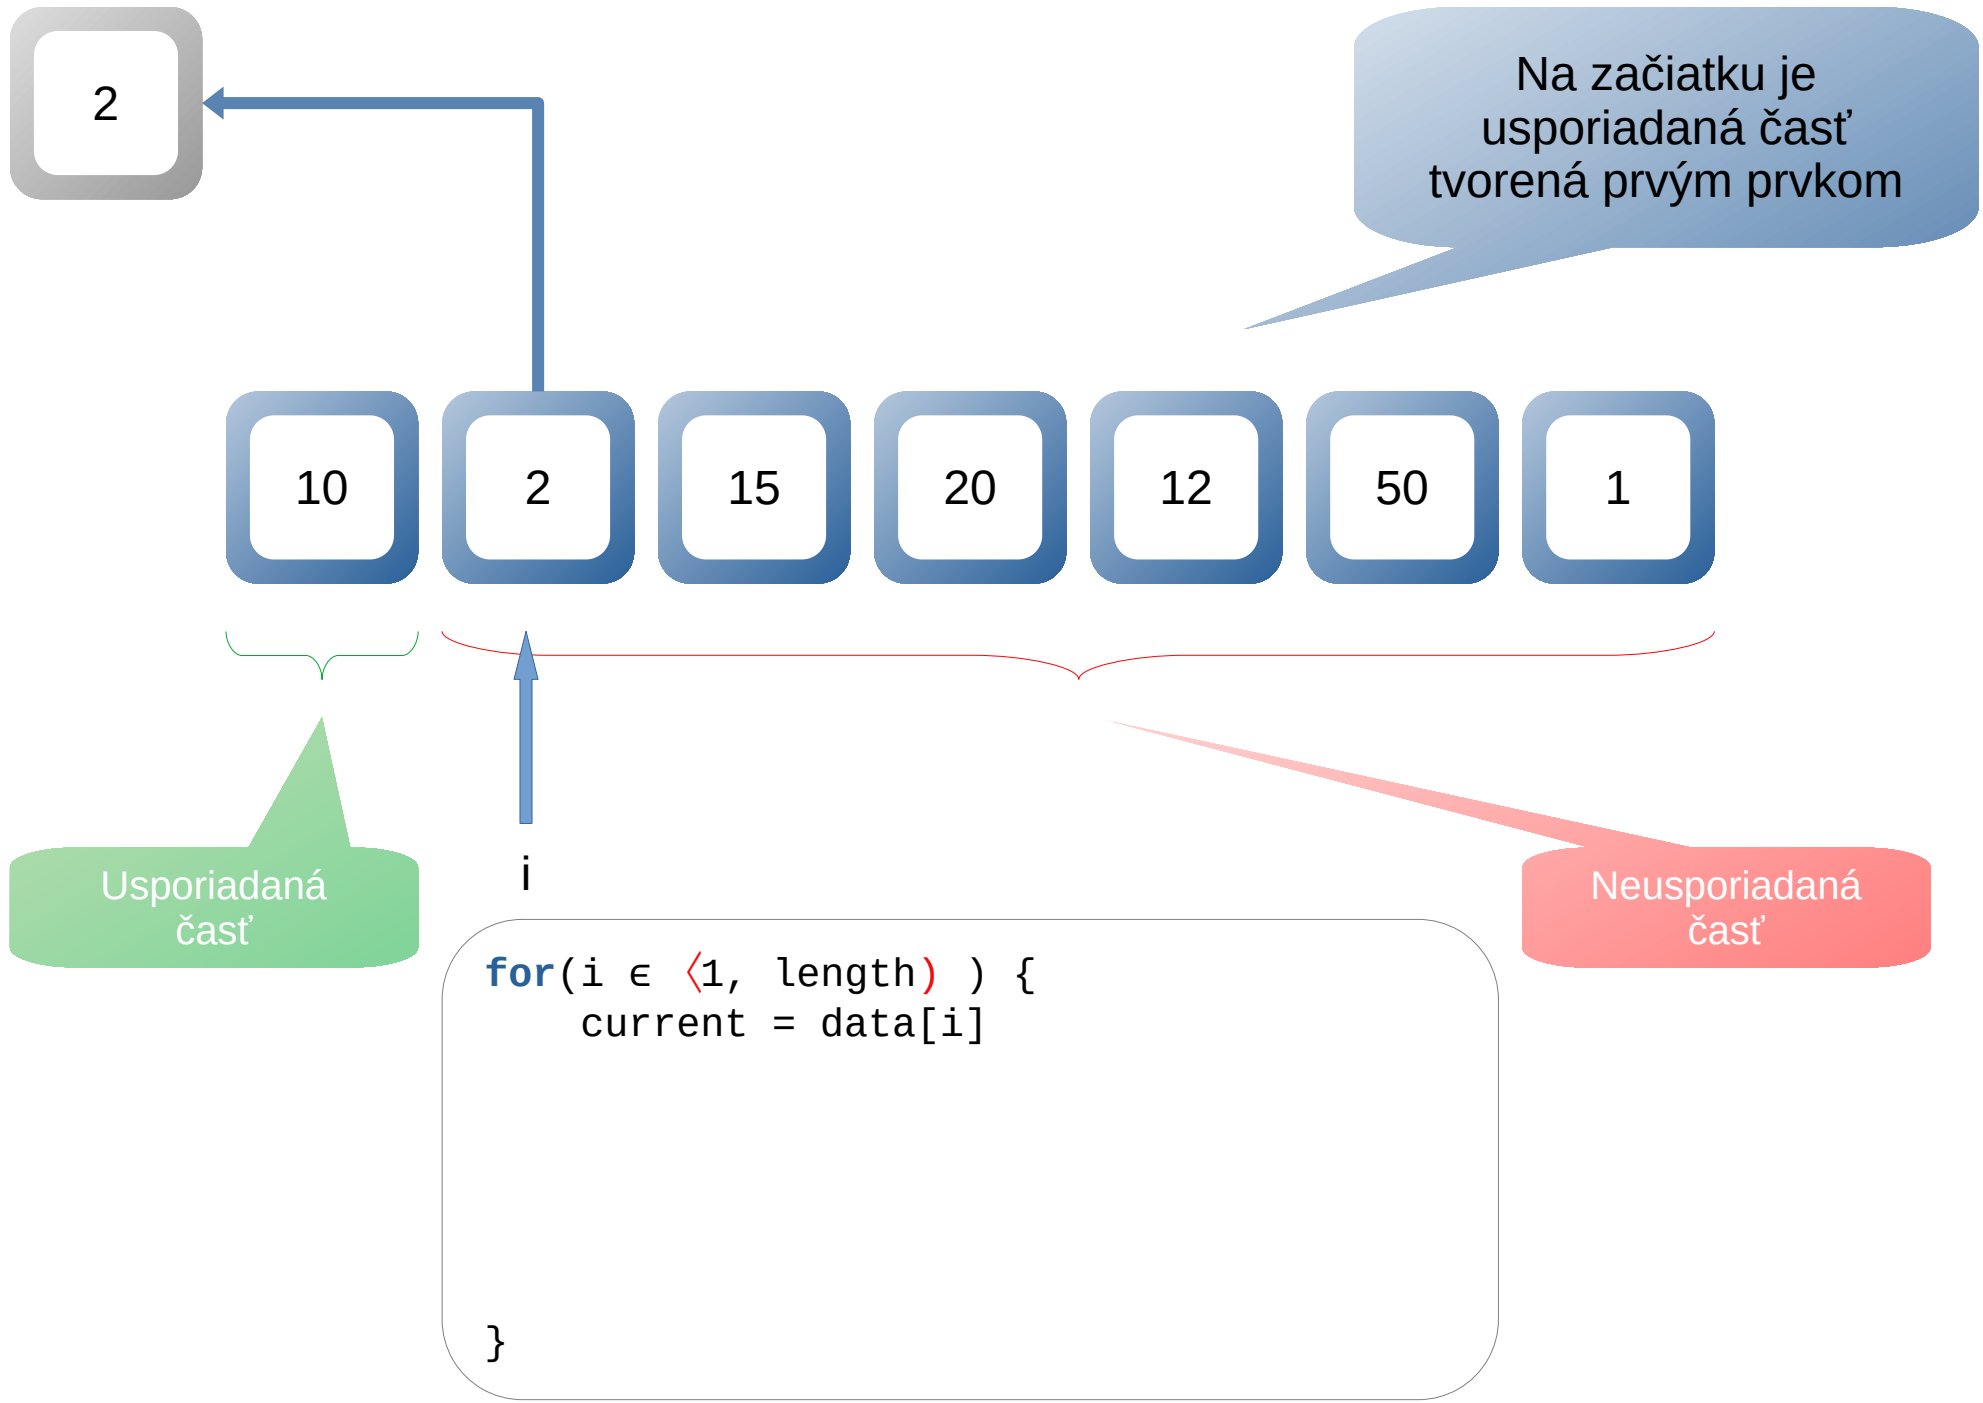 2
Na začiatku je
usporiadaná časť
tvorená prvým prvkom
10 2 15 20 12 50 1
i
Usporiadaná
časť
Neusporiadaná
časť
for(i ϵ 〈1, length) ) {
    current = data[i]
}